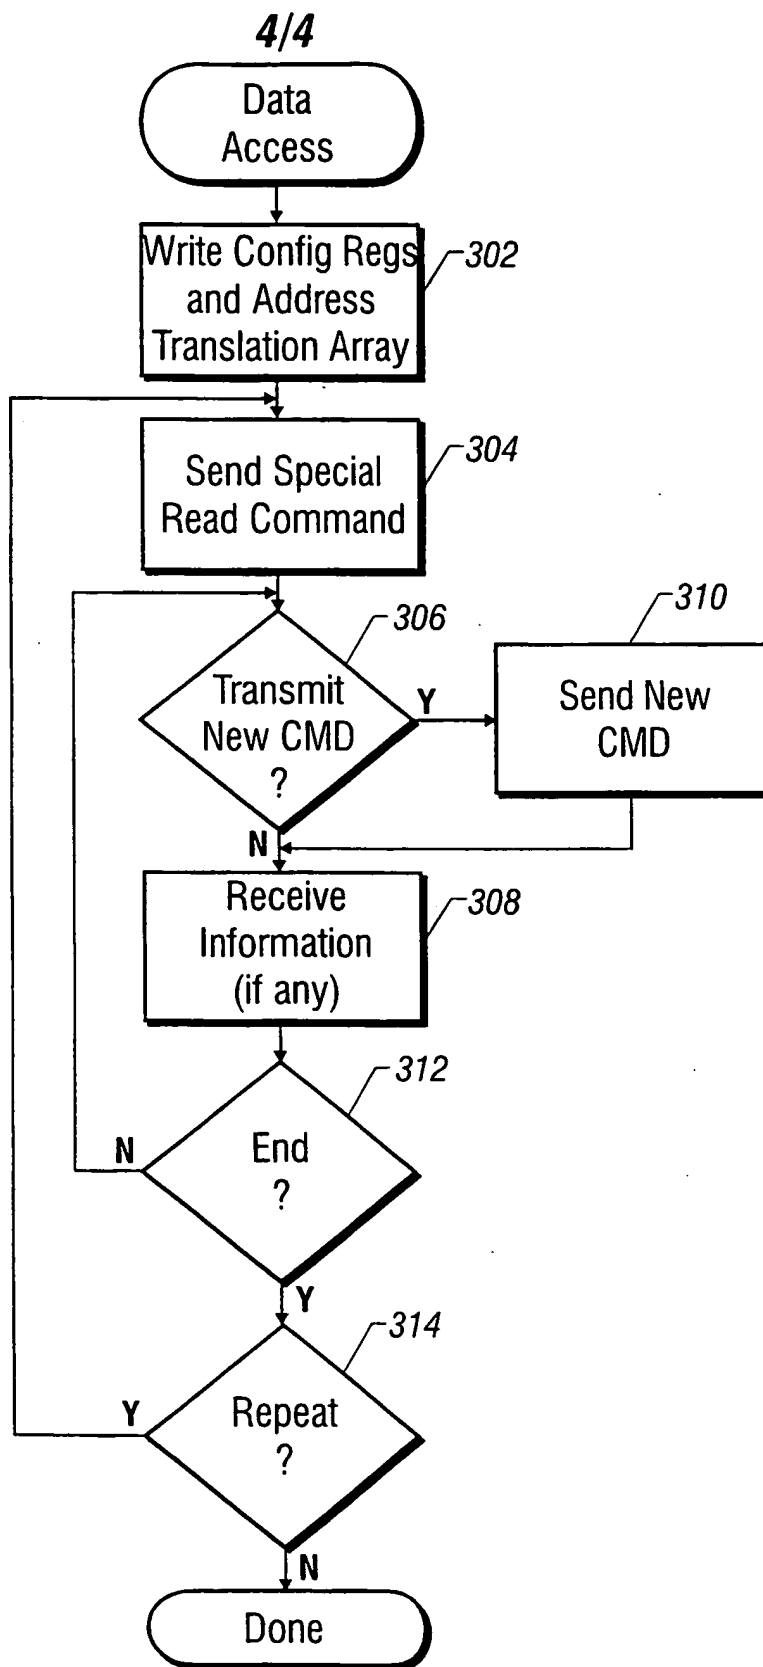 4/4
Data
Access
Write Config Regs
and Address
Translation Array
302
Send Special
Read Command
304
306
Transmit
New CMD
?
Y
310
Send New
CMD
N
Receive
Information
(if any)
308
312
End
?
N
Y
314
Repeat
?
Y
N
Done